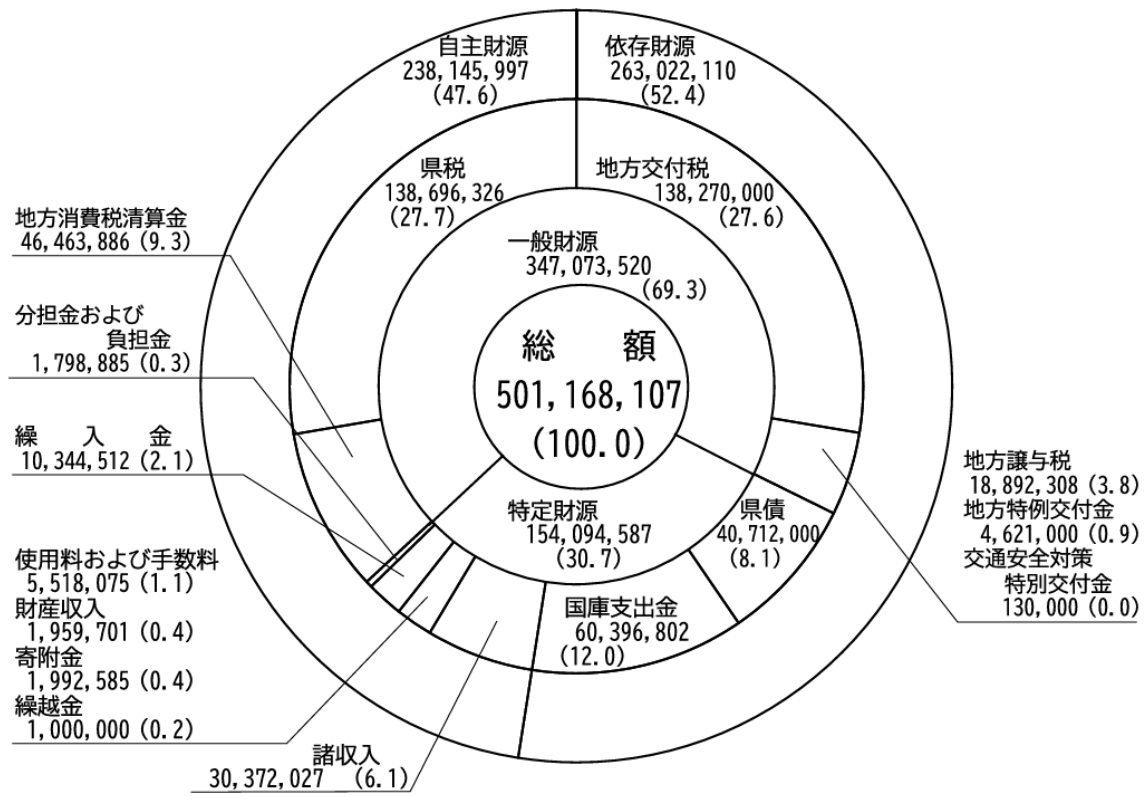 自主財源
238,145,997
(47.6)
依存財源
263,022,110
(52.4)
県税
138,696,326
(27.7)
地方交付税
138,270,000
(27.6)
一般財源
347,073,520
(69.3)
総　額
501,168,107
(100.0)
特定財源
154,094,587
(30.7)
県債
40,712,000
(8.1)
国庫支出金
60,396,802
(12.0)
地方消費税清算金
46,463,886 (9.3)
分担金および
負担金
1,798,885 (0.3)
繰　入　金
10,344,512 (2.1)
使用料および手数料
5,518,075 (1.1)
財産収入
1,959,701 (0.4)
寄附金
1,992,585 (0.4)
繰越金
1,000,000 (0.2)
諸収入
30,372,027 (6.1)
地方譲与税
18,892,308 (3.8)
地方特例交付金
4,621,000 (0.9)
交通安全対策
特別交付金
130,000 (0.0)